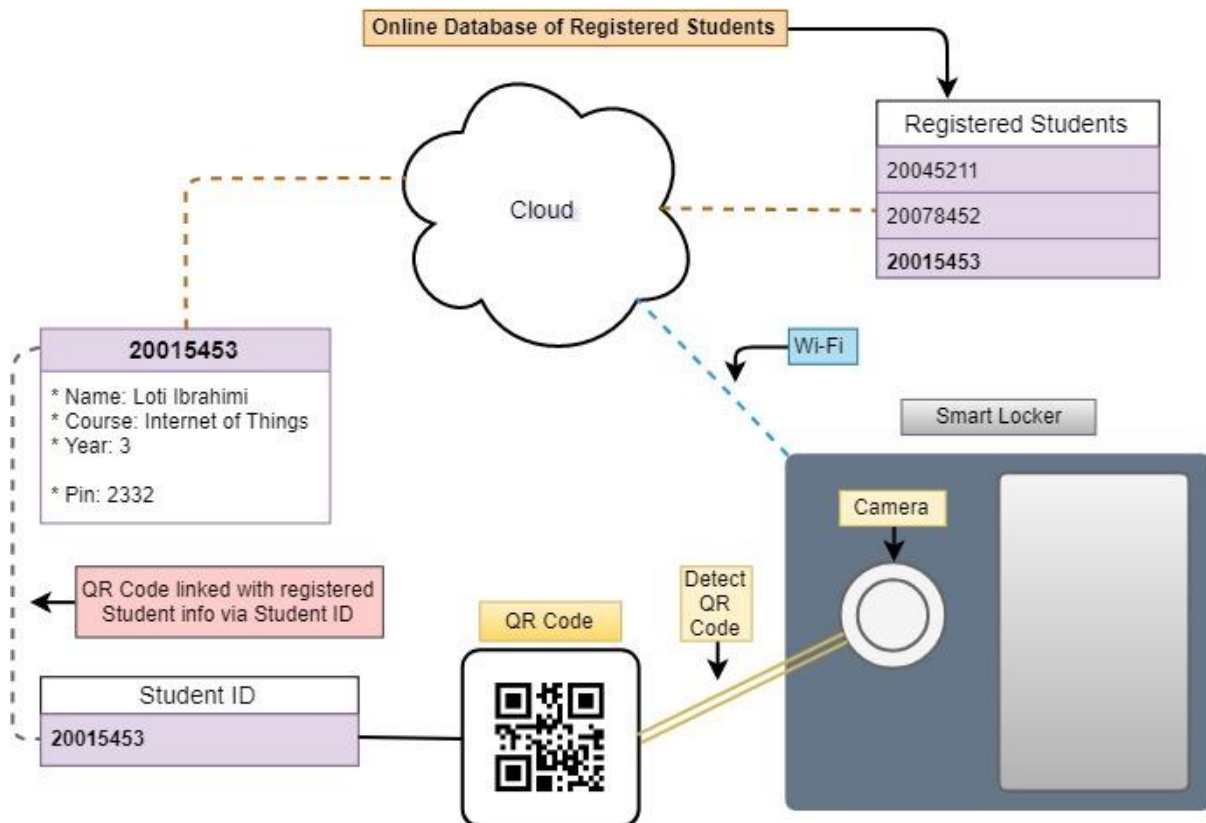 Online Database of Registered Students
Registered Students
20045211
20078452
20015453
Cloud
Wi-Fi
20015453
* Name: Loti Ibrahimi
* Course: Internet of Things
* Year: 3
* Pin: 2332
Smart Locker
Camera
Detect
QR
Code
QR Code linked with registered
Student info via Student ID
QR Code
Student ID
20015453